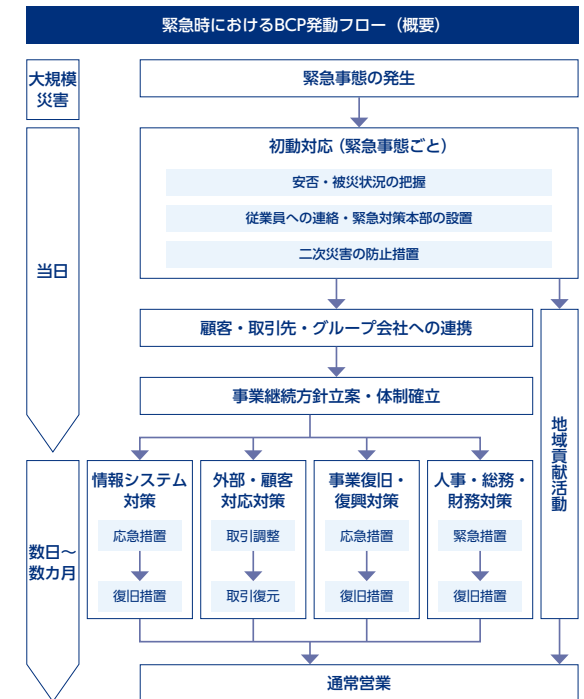 緊急時におけるBCP発動フロー（概要）
大規模
災害
緊急事態の発生
当日
初動対応（緊急事態ごと）
安否・被災状況の把握
従業員への連絡・緊急対策本部の設置
二次災害の防止措置
顧客・取引先・グループ会社への連携
事業継続方針立案・体制確立
地域貢献活動
数日～
数カ月
情報システム
対策
応急措置
復旧措置
外部・顧客
対応対策
取引調整
取引復元
事業復旧・
復興対策
応急措置
復旧措置
人事・総務・
財務対策
緊急措置
復旧措置
通常営業